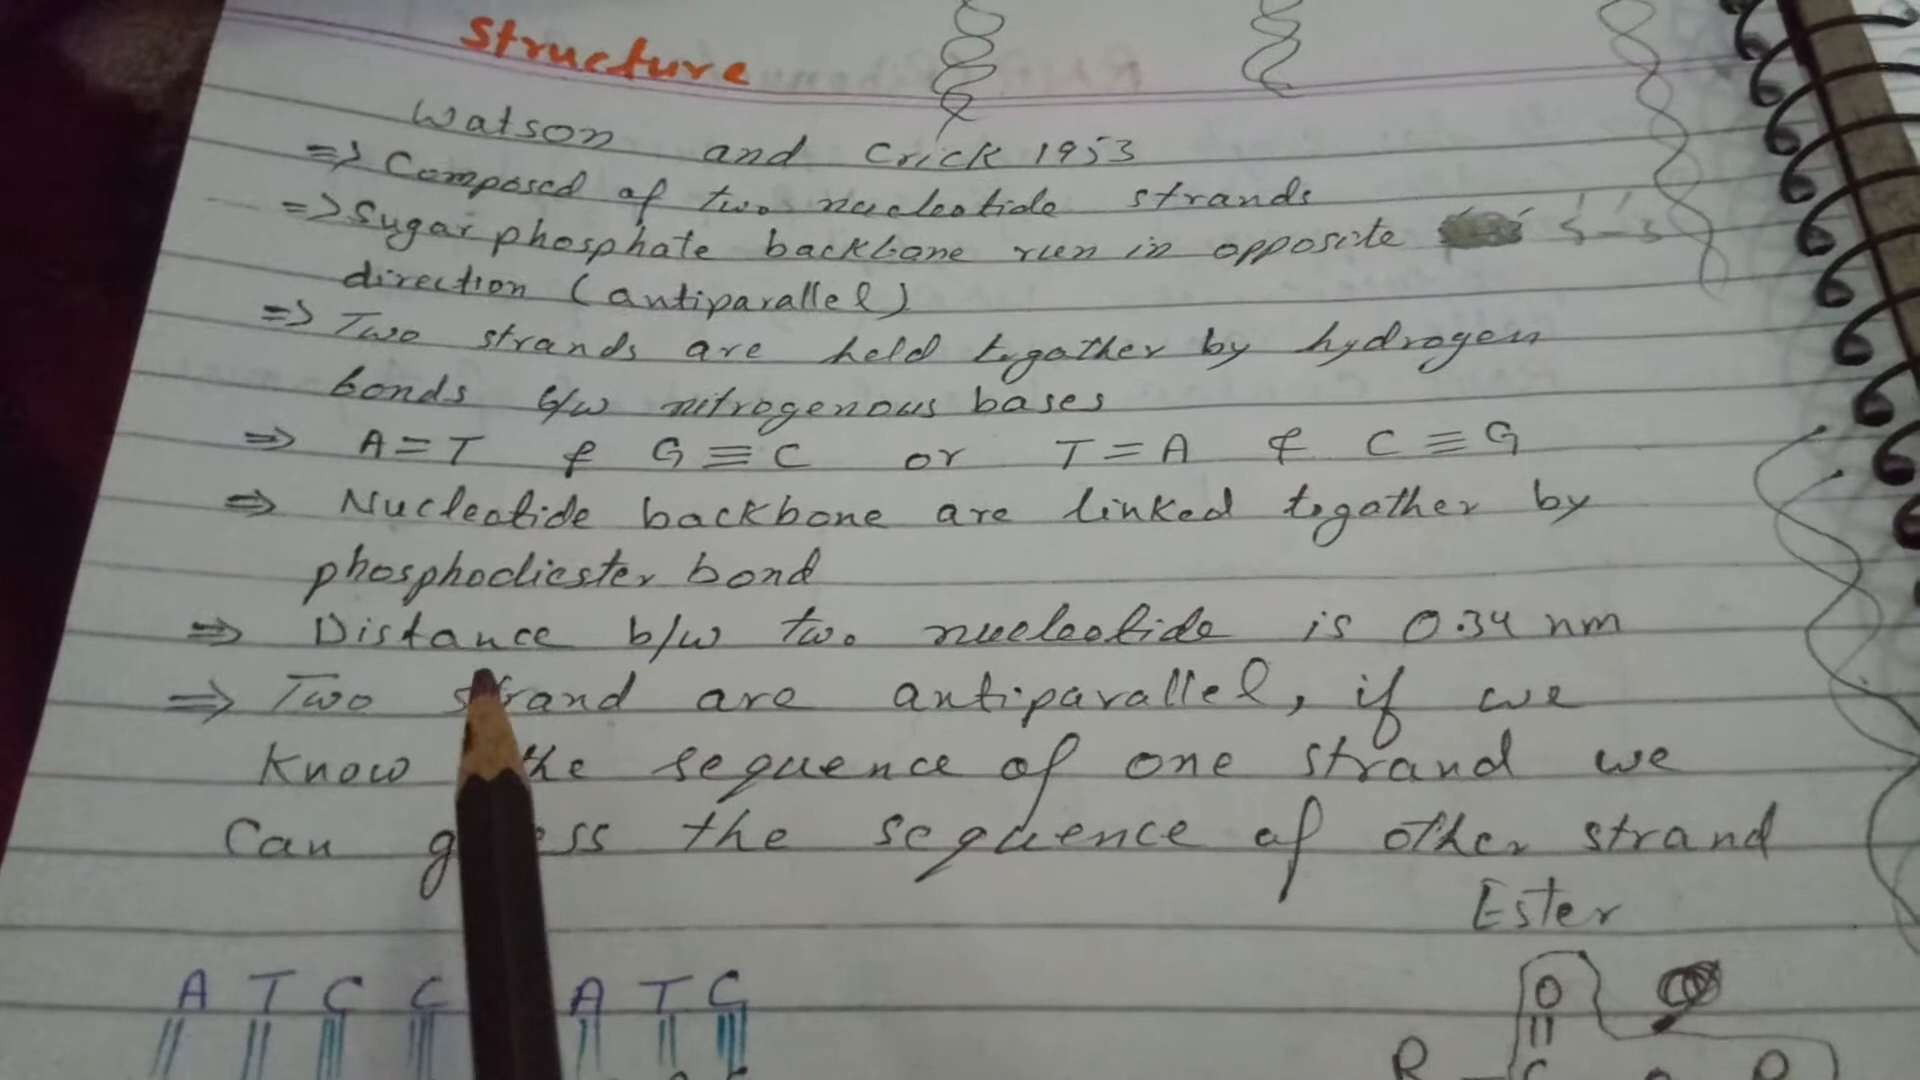 Structure
Watson and Crick 1953
=> Composed of two nucleotide strands
=> Sugar phosphate backbone run in opposite
direction (antiparallel)
=> Two strands are held together by hydrogen
bonds b/w nitrogenous bases
=> A=T & G≡C or T=A & C≡G
=> Nucleotide backbone are linked together by
phosphodiester bond
=> Distance b/w two nucleotide is 0.34 nm
=> Two strand are antiparallel, if we
Know the sequence of one strand we
Can guess the sequence of other strand
Ester
A T C C A T C
O
R C